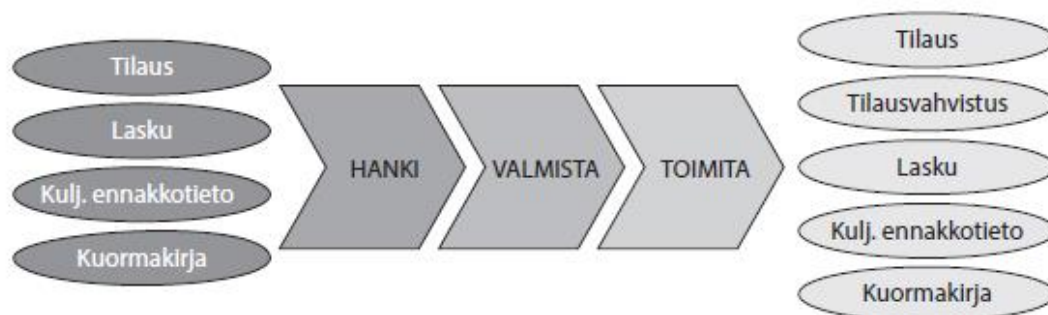 Tilaus
Lasku
Kulj. ennakkotieto
Kuormakirja
HANKI
VALMISTA
TOIMITA
Tilaus
Tilausvahvistus
Lasku
Kulj. ennakkotieto
Kuormakirja